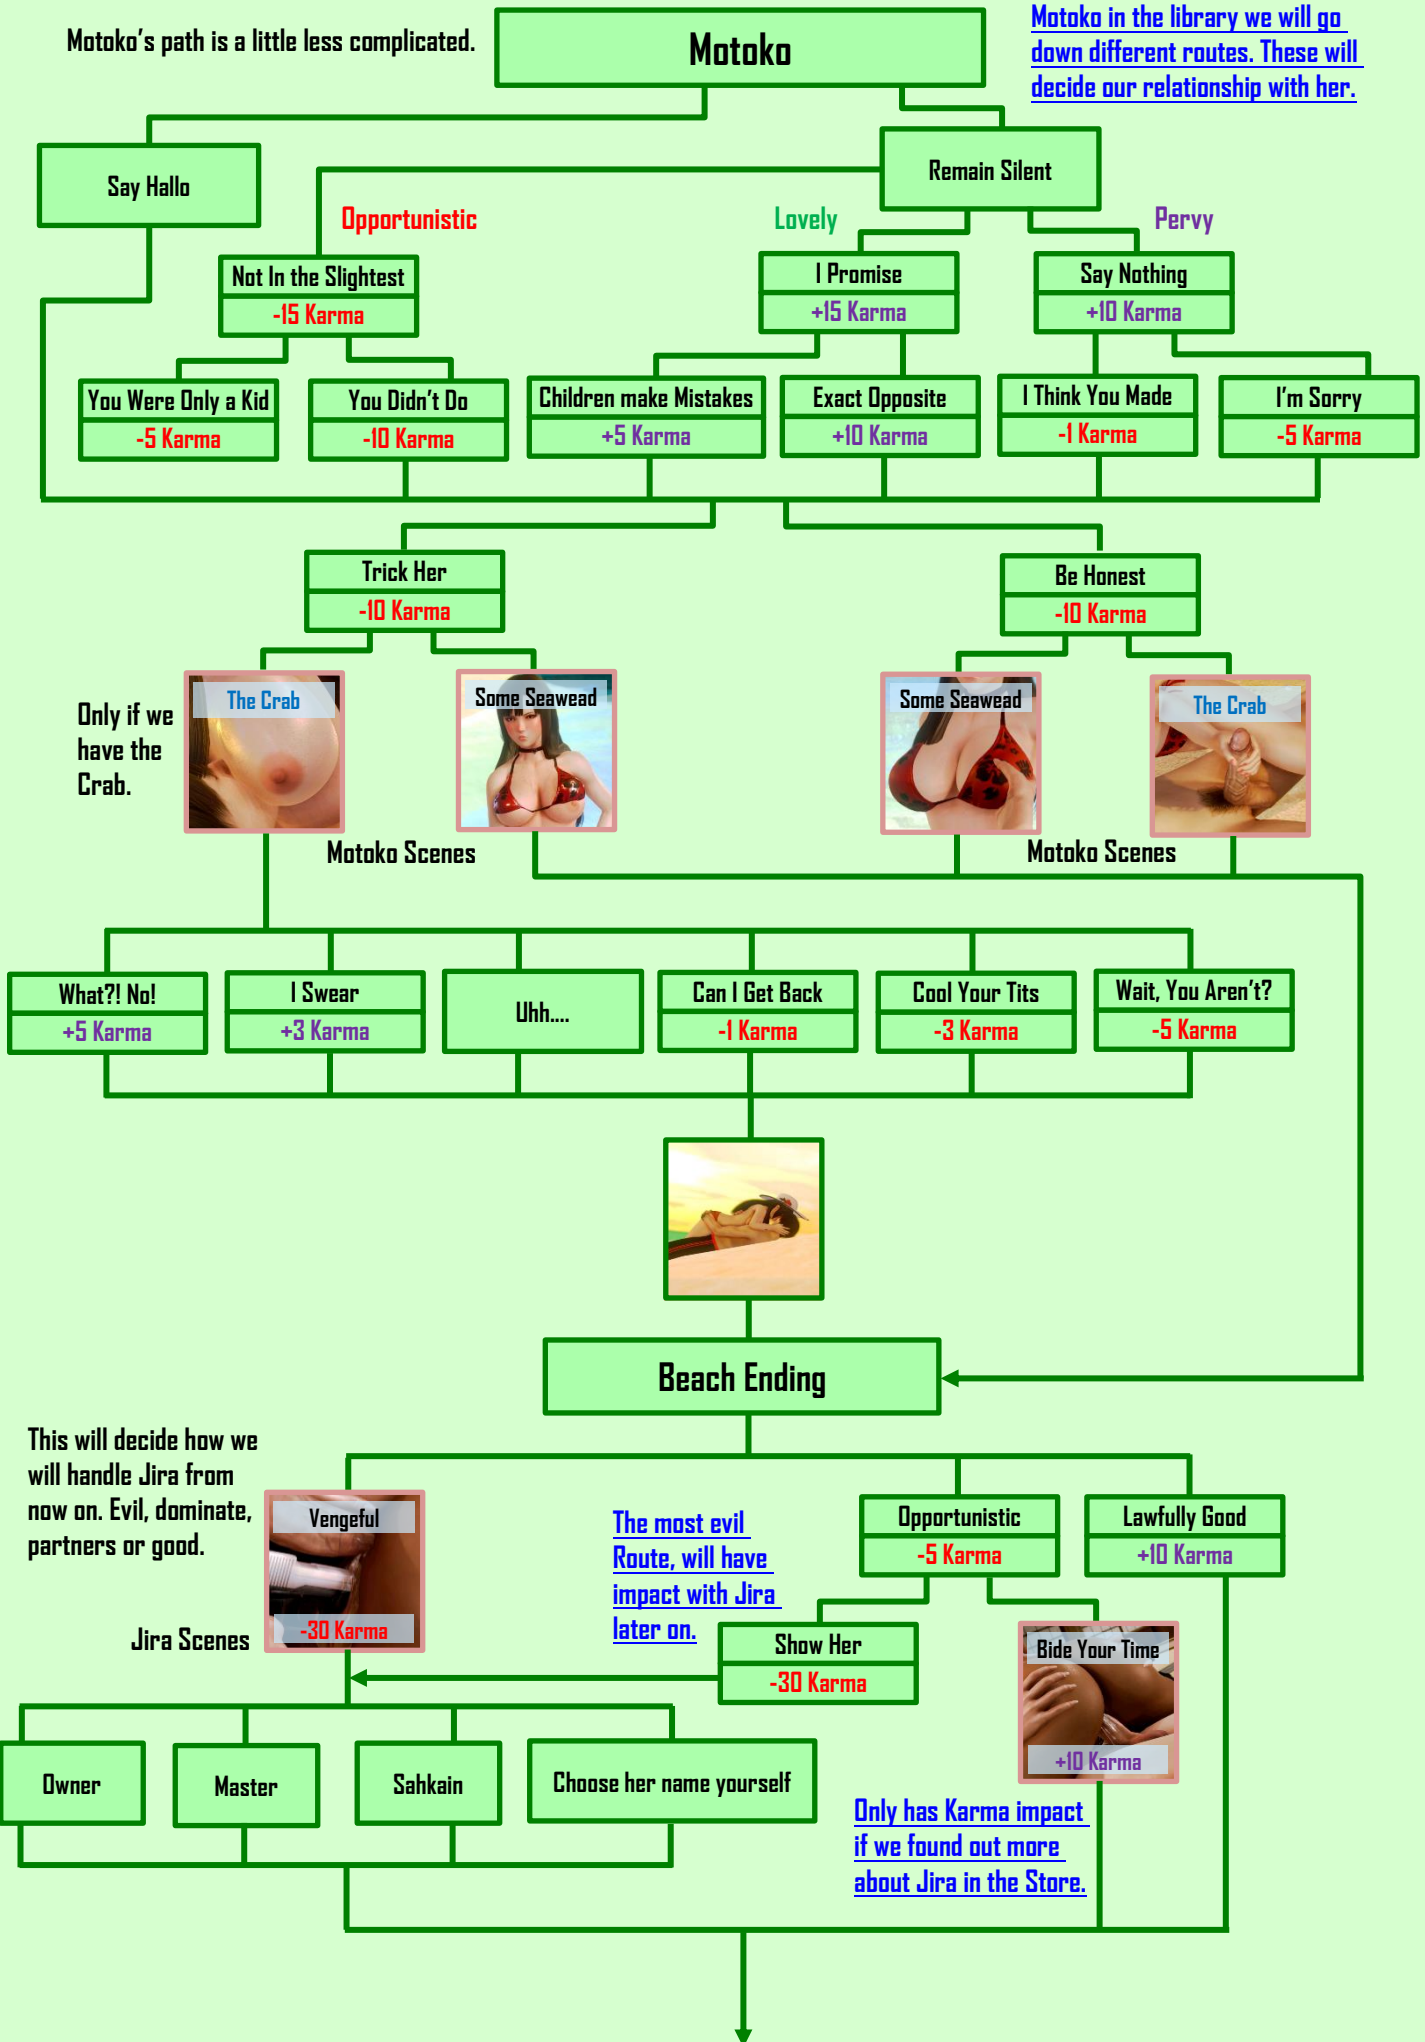 Motoko's path is a little less complicated.
Motoko
Motoko in the library we will go
down different routes. These will
decide our relationship with her.
Say Hallo
Remain Silent
Opportunistic
Lovely
Pervy
Not In the Slightest
-15 Karma
I Promise
+15 Karma
Say Nothing
+10 Karma
You Were Only a Kid
-5 Karma
You Didn't Do
-10 Karma
Children make Mistakes
+5 Karma
Exact Opposite
+10 Karma
I Think You Made
-1 Karma
I'm Sorry
-5 Karma
Trick Her
-10 Karma
Be Honest
-10 Karma
Only if we
have the
Crab.
The Crab
Some Seawead
Some Seawead
The Crab
Motoko Scenes
Motoko Scenes
What?! No!
+5 Karma
I Swear
+3 Karma
Uhh....
Can I Get Back
-1 Karma
Cool Your Tits
-3 Karma
Wait, You Aren't?
-5 Karma
Beach Ending
This will decide how we
will handle Jira from
now on. Evil, dominate,
partners or good.
Vengeful
-30 Karma
Jira Scenes
The most evil
Route, will have
impact with Jira
later on.
Opportunistic
-5 Karma
Lawfully Good
+10 Karma
Show Her
-30 Karma
Bide Your Time
+10 Karma
Owner
Master
Sahkain
Choose her name yourself
Only has Karma impact
if we found out more
about Jira in the Store.